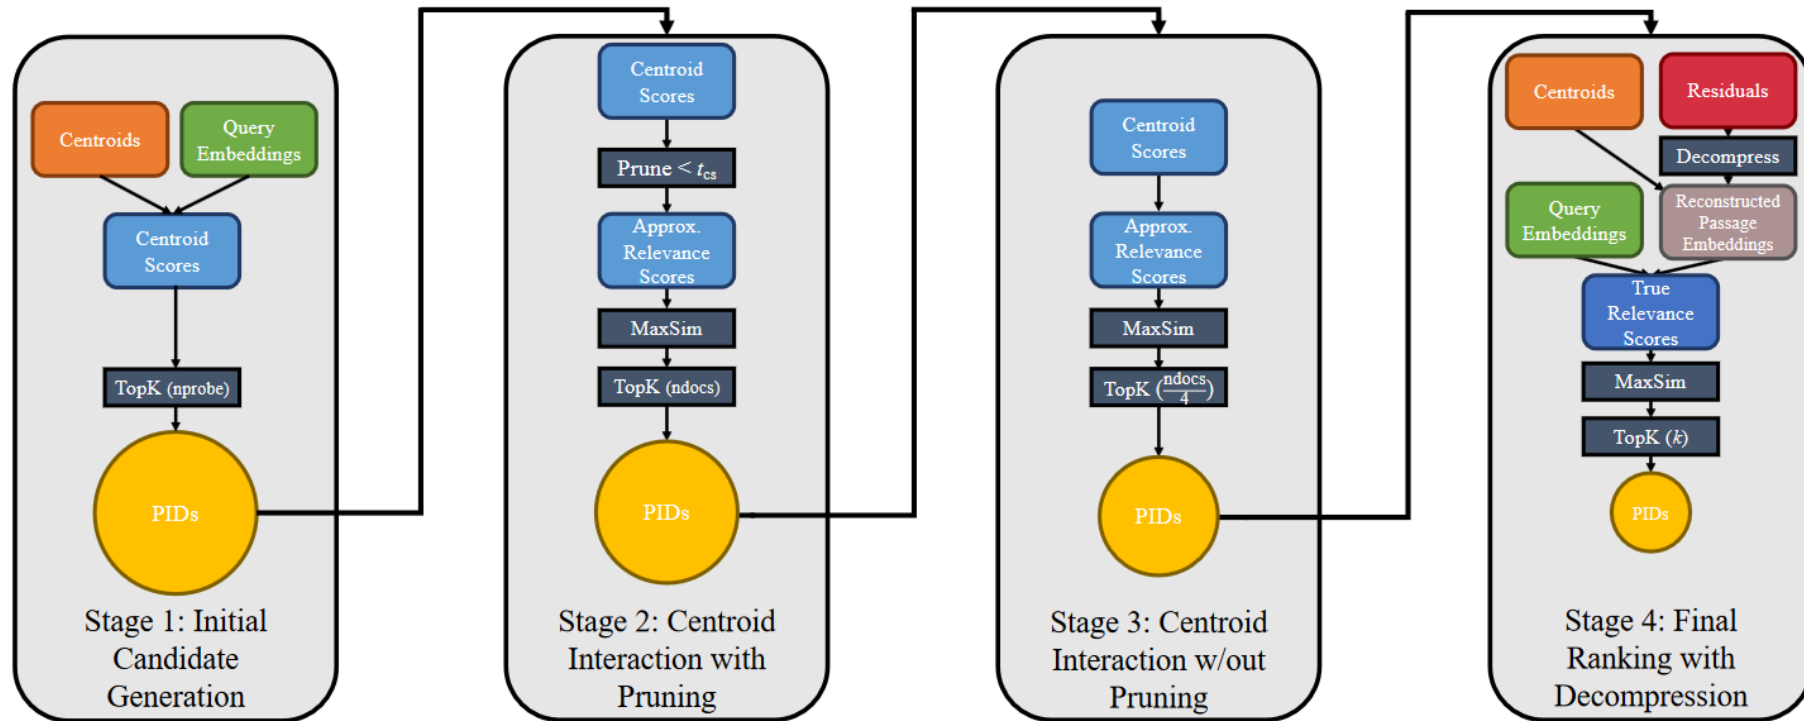 Centroids
Query
Embeddings
Centroid
Scores
TopK (nprobe)
PIDs
Stage 1: Initial
Candidate
Generation
Centroid
Scores
Prune < tcs
Approx.
Relevance
Scores
MaxSim
TopK (ndocs)
PIDs
Stage 2: Centroid
Interaction with
Pruning
Centroid
Scores
Approx.
Relevance
Scores
MaxSim
TopK (ndocs/4)
PIDs
Stage 3: Centroid
Interaction w/out
Pruning
Centroids
Residuals
Decompress
Query
Embeddings
Reconstructed
Passage
Embeddings
True
Relevance
Scores
MaxSim
TopK (k)
PIDs
Stage 4: Final
Ranking with
Decompression